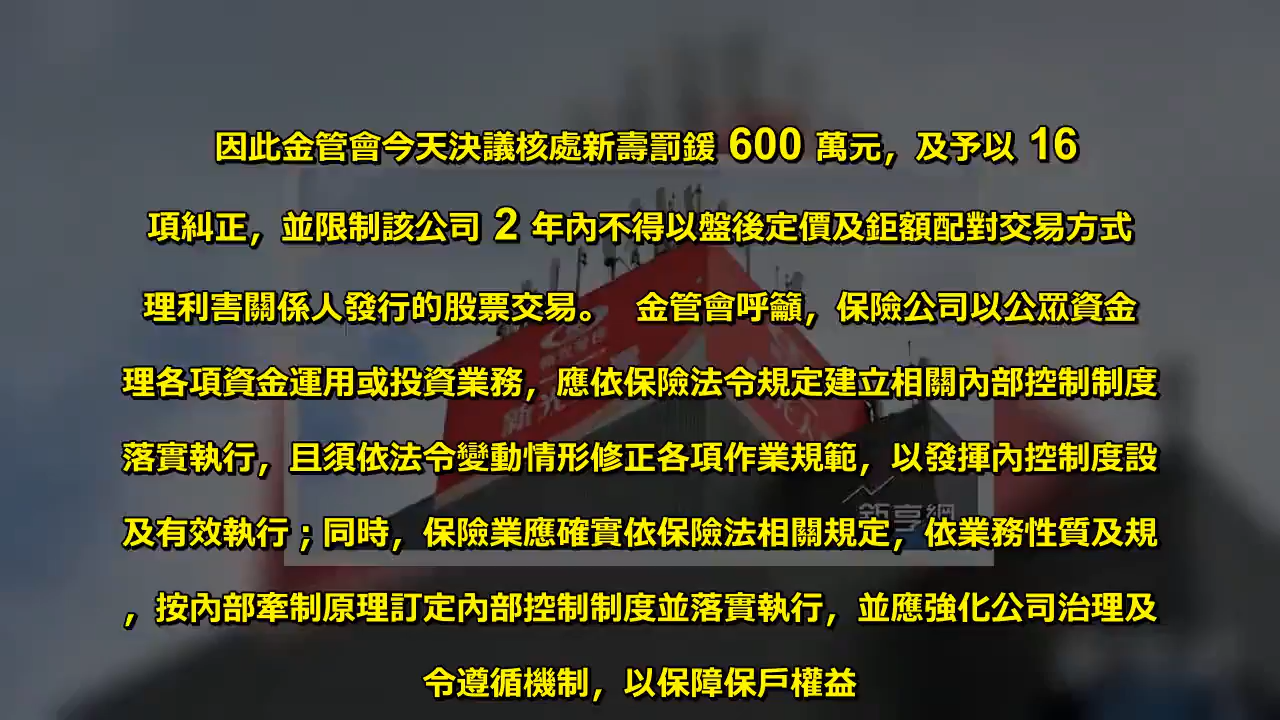 因此金管會今天決議核處新壽罰鍰 600 萬元，及予以 16
項糾正，並限制該公司 2 年內不得以盤後定價及鉅額配對交易方式
理利害關係人發行的股票交易。 金管會呼籲，保險公司以公眾資金
理各項資金運用或投資業務，應依保險法令規定建立相關內部控制制度
落實執行，且須依法令變動情形修正各項作業規範，以發揮內控制度設
及有效執行；同時，保險業應確實依保險法相關規定，依業務性質及規
，按內部牽制原理訂定內部控制制度並落實執行，並應強化公司治理及
令遵循機制，以保障保戶權益
鉅亨網